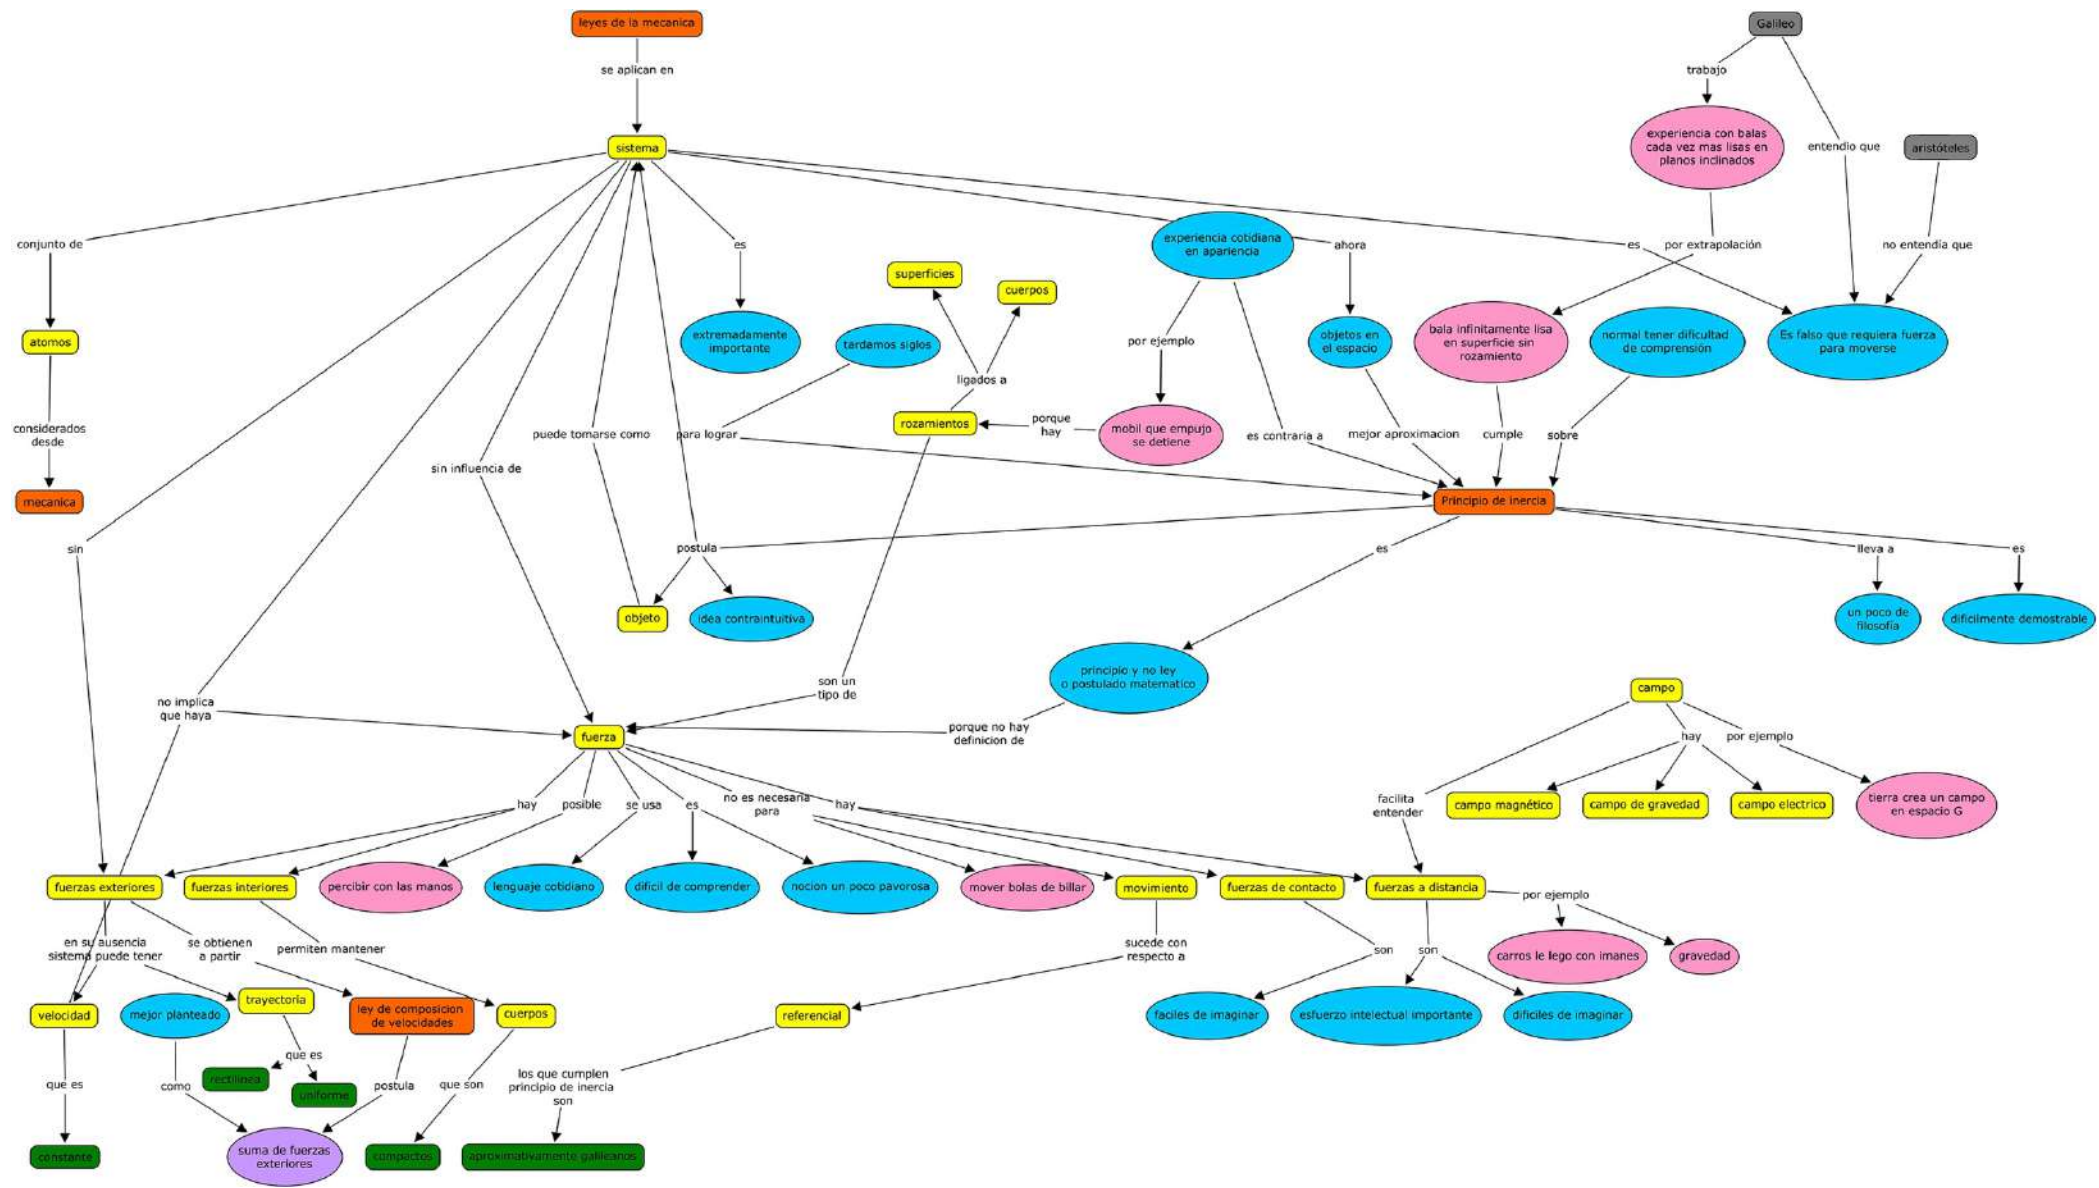 leyes de la mecanica
Galileo
se aplican en
trabajo
experiencia con balas
cada vez mas lisas en
planos inclinados
entendio que
aristóteles
sistema
conjunto de
es
experiencia cotidiana
en apariencia
ahora
es
por extrapolación
no entendía que
superficies
cuerpos
atomos
extremadamente
importante
tardamos siglos
por ejemplo
objetos en
el espacio
bala infinitamente lisa
en superficie sin
rozamiento
normal tener dificultad
de comprensión
Es falso que requiera fuerza
para moverse
ligados a
considerados
desde
puede tomarse como
para lograr
rozamientos
porque
hay
mobil que empujo
se detiene
es contraria a
mejor aproximacion
cumple
sobre
sin influencia de
mecanica
Principio de inercia
sin
postula
es
lleva a
es
objeto
idea contraintuitiva
un poco de
filosofía
dificilmente demostrable
son un
tipo de
principio y no ley
o postulado matematico
campo
no implica
que haya
fuerza
porque no hay
definicion de
hay
por ejemplo
hay
posible
se usa
es
no es necesaria
para
hay
facilita
entender
campo magnético
campo de gravedad
campo electrico
tierra crea un campo
en espacio G
fuerzas exteriores
fuerzas interiores
percibir con las manos
lenguaje cotidiano
dificil de comprender
nocion un poco pavorosa
mover bolas de billar
movimiento
fuerzas de contacto
fuerzas a distancia
por ejemplo
en su ausencia
sistema puede tener
se obtienen
a partir
permiten mantener
sucede con
respecto a
son
son
carros le lego con imanes
gravedad
velocidad
mejor planteado
trayectoria
ley de composicion
de velocidades
cuerpos
referencial
faciles de imaginar
esfuerzo intelectual importante
dificiles de imaginar
que es
que es
como
rectilinea
uniforme
postula
que son
los que cumplen
principio de inercia
son
constante
suma de fuerzas
exteriores
compactos
aproximativamente galileanos